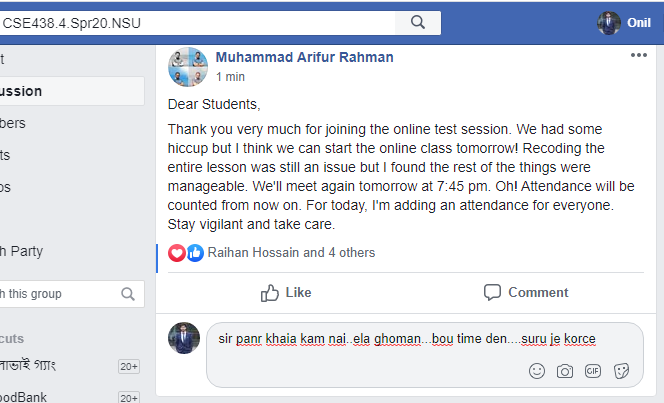 CSE438.4.Spr20.NSU
Onil
t
ussion
bers
ts
os
h Party
h this group
cuts
লাভাই গ্যাং 20+
oodBank 20+
Muhammad Arifur Rahman
1 min
Dear Students,
Thank you very much for joining the online test session. We had some
hiccup but I think we can start the online class tomorrow! Recoding the
entire lesson was still an issue but I found the rest of the things were
manageable. We'll meet again tomorrow at 7:45 pm. Oh! Attendance will be
counted from now on. For today, I'm adding an attendance for everyone.
Stay vigilant and take care.
Raihan Hossain and 4 others
Like Comment
sir panr khaia kam nai..ela ghoman...bou time den....suru je korce
GIF